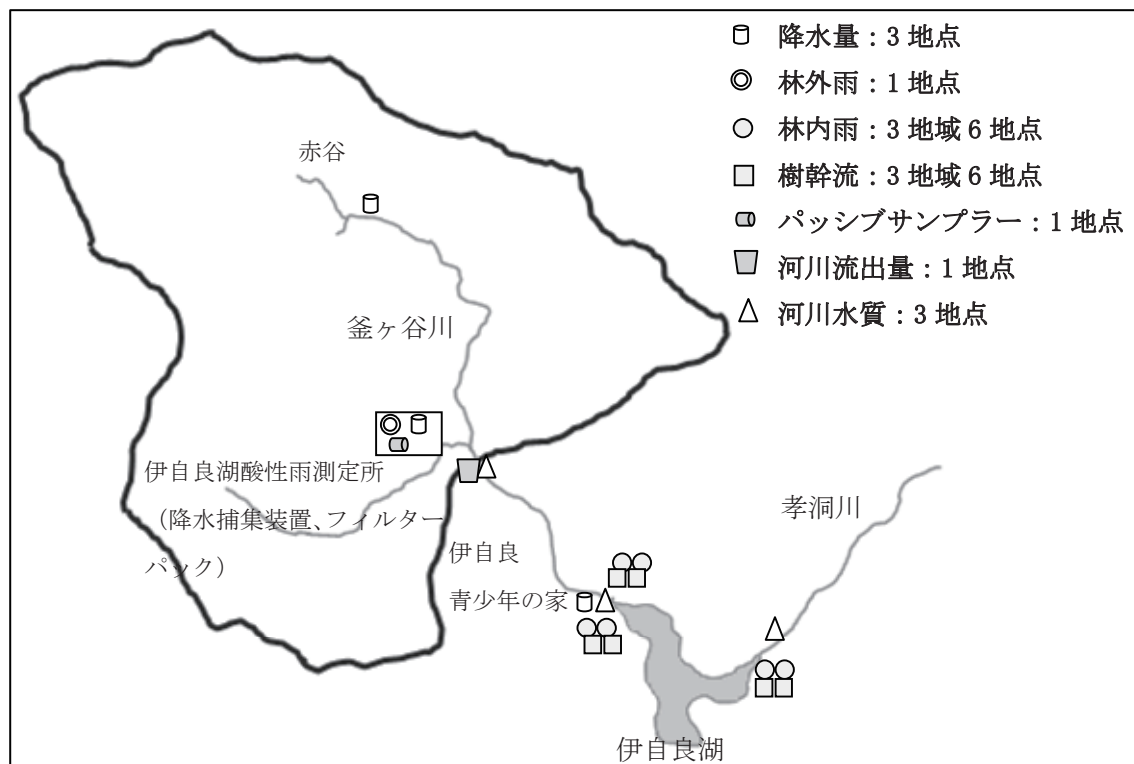 降水量：3 地点
林外雨：1 地点
林内雨：3 地域 6 地点
樹幹流：3 地域 6 地点
パッシブサンプラー：1 地点
河川流出量：1 地点
河川水質：3 地点
赤谷
釜ヶ谷川
伊自良湖酸性雨測定所
（降水捕集装置、フィルター
パック）
孝洞川
伊自良
青少年の家
伊自良湖